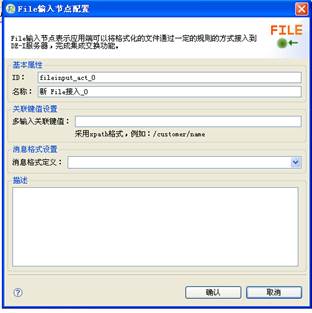 File输入节点配置
FILE
File输入节点表示应用端可以将格式化的文件通过一定的规则的方式接入到
DE-I服务器，完成集成交换功能。
基本属性
ID： fileinput_act_0
名称： 新 File接入_0
关联键值设置
多输入关联键值：
采用xpath格式，例如：/customer/name
消息格式设置
消息格式定义：
描述
确认 取消